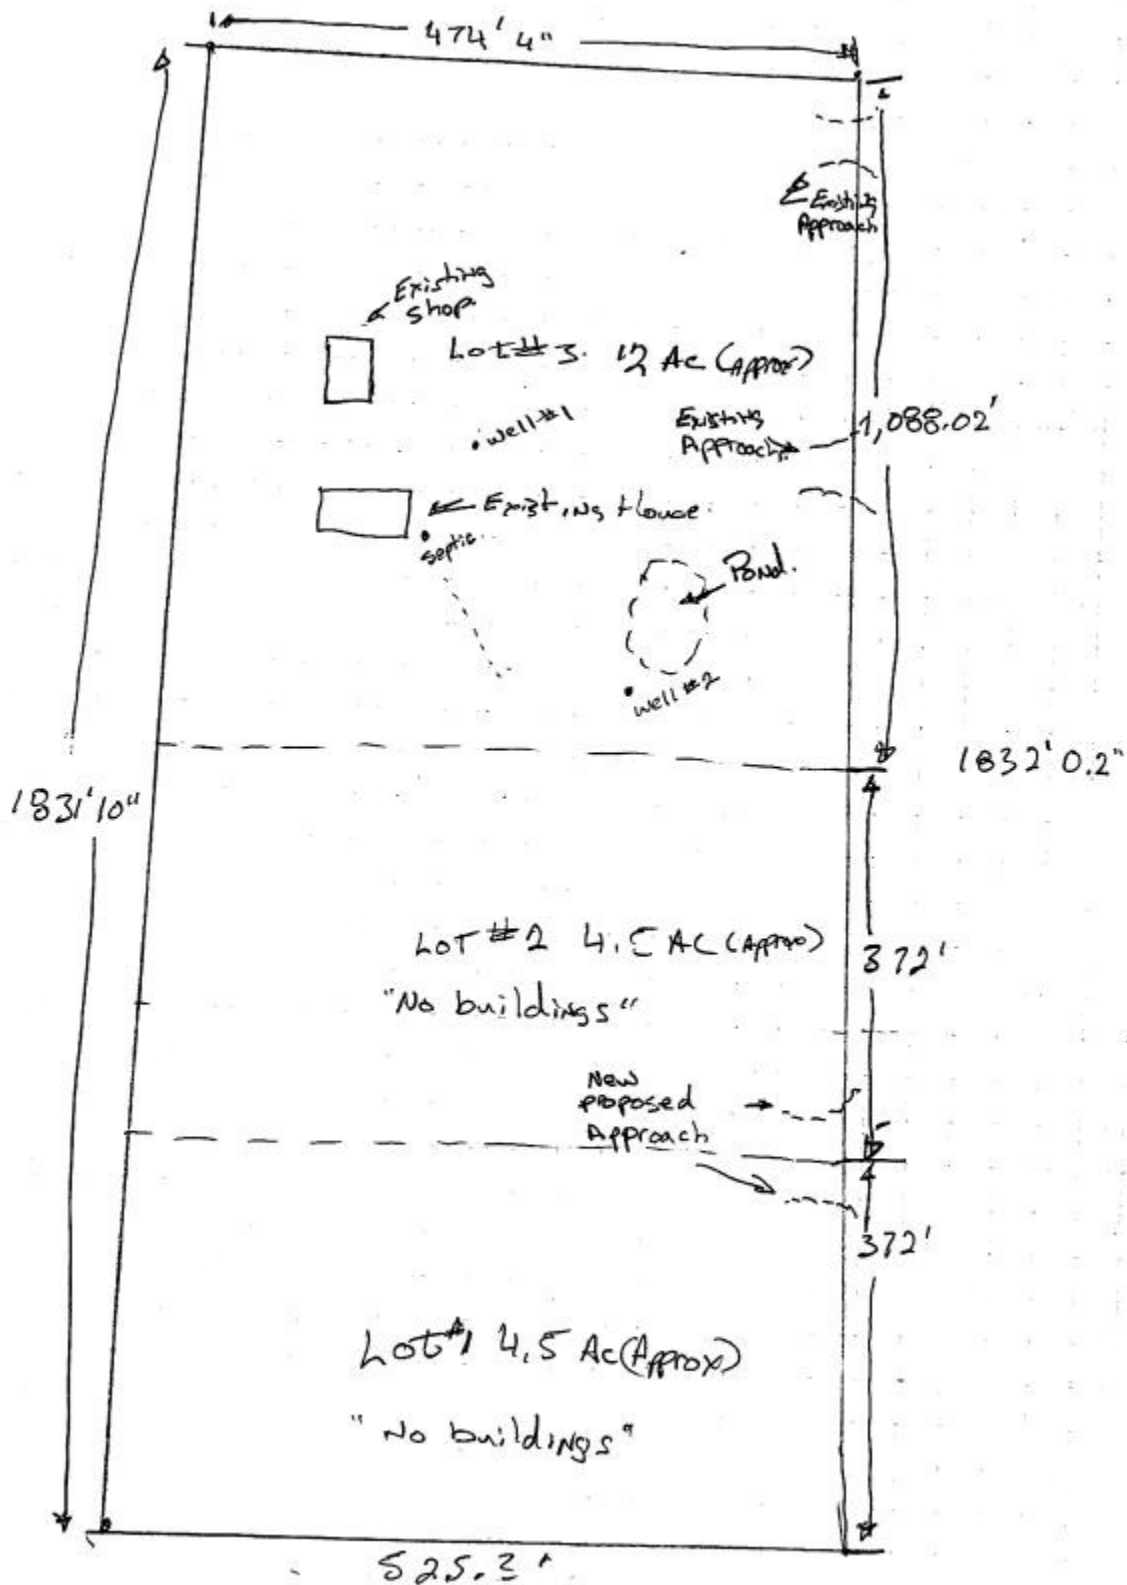 474' 4"
Existing
Approach
Existing
shop.
Lot # 3. 12 Ac (Approx)
well #1
Existing
Approach
1,088.02'
Existing House.
septic
Pond.
well #2
1832' 0.2"
1831' 10"
LOT #2 4.5 AC (Approx)
372'
"No buildings"
New
proposed
Approach
372'
Lot #1 4.5 Ac (Approx)
"No buildings"
525.3'